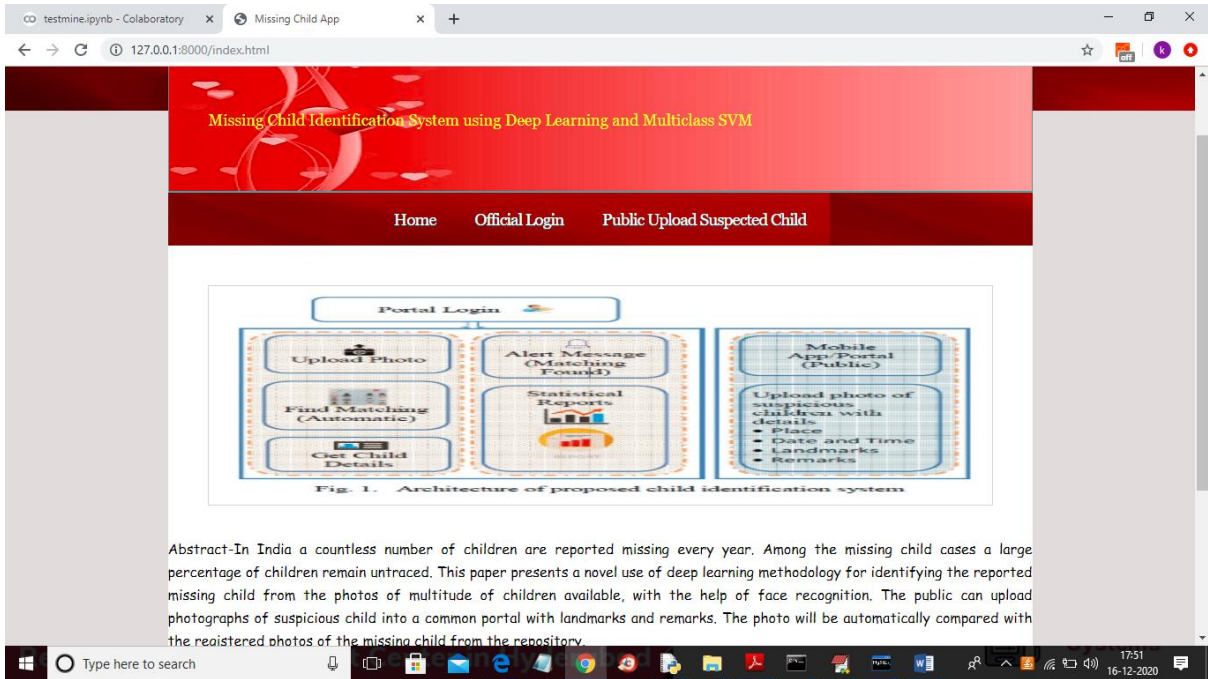 testmine.ipynb - Colaboratory
Missing Child App
127.0.0.1:8000/index.html
off
k
Missing Child Identification System using Deep Learning and Multiclass SVM
Home Official Login Public Upload Suspected Child
Portal Login
Upload Photo
Find Matching
(Automatic)
Get Child
Details
Alert Message
(Matching
Found)
Statistical
Reports
REPORT
Mobile
App/Portal
(Public)
Upload photo of
suspicious
children with
details
• Place
• Date and Time
• Landmarks
• Remarks
Fig. 1. Architecture of proposed child identification system
Abstract-In India a countless number of children are reported missing every year. Among the missing child cases a large
percentage of children remain untraced. This paper presents a novel use of deep learning methodology for identifying the reported
missing child from the photos of multitude of children available, with the help of face recognition. The public can upload
photographs of suspicious child into a common portal with landmarks and remarks. The photo will be automatically compared with
the registered photos of the missing child from the repository.
Type here to search
17:51
16-12-2020